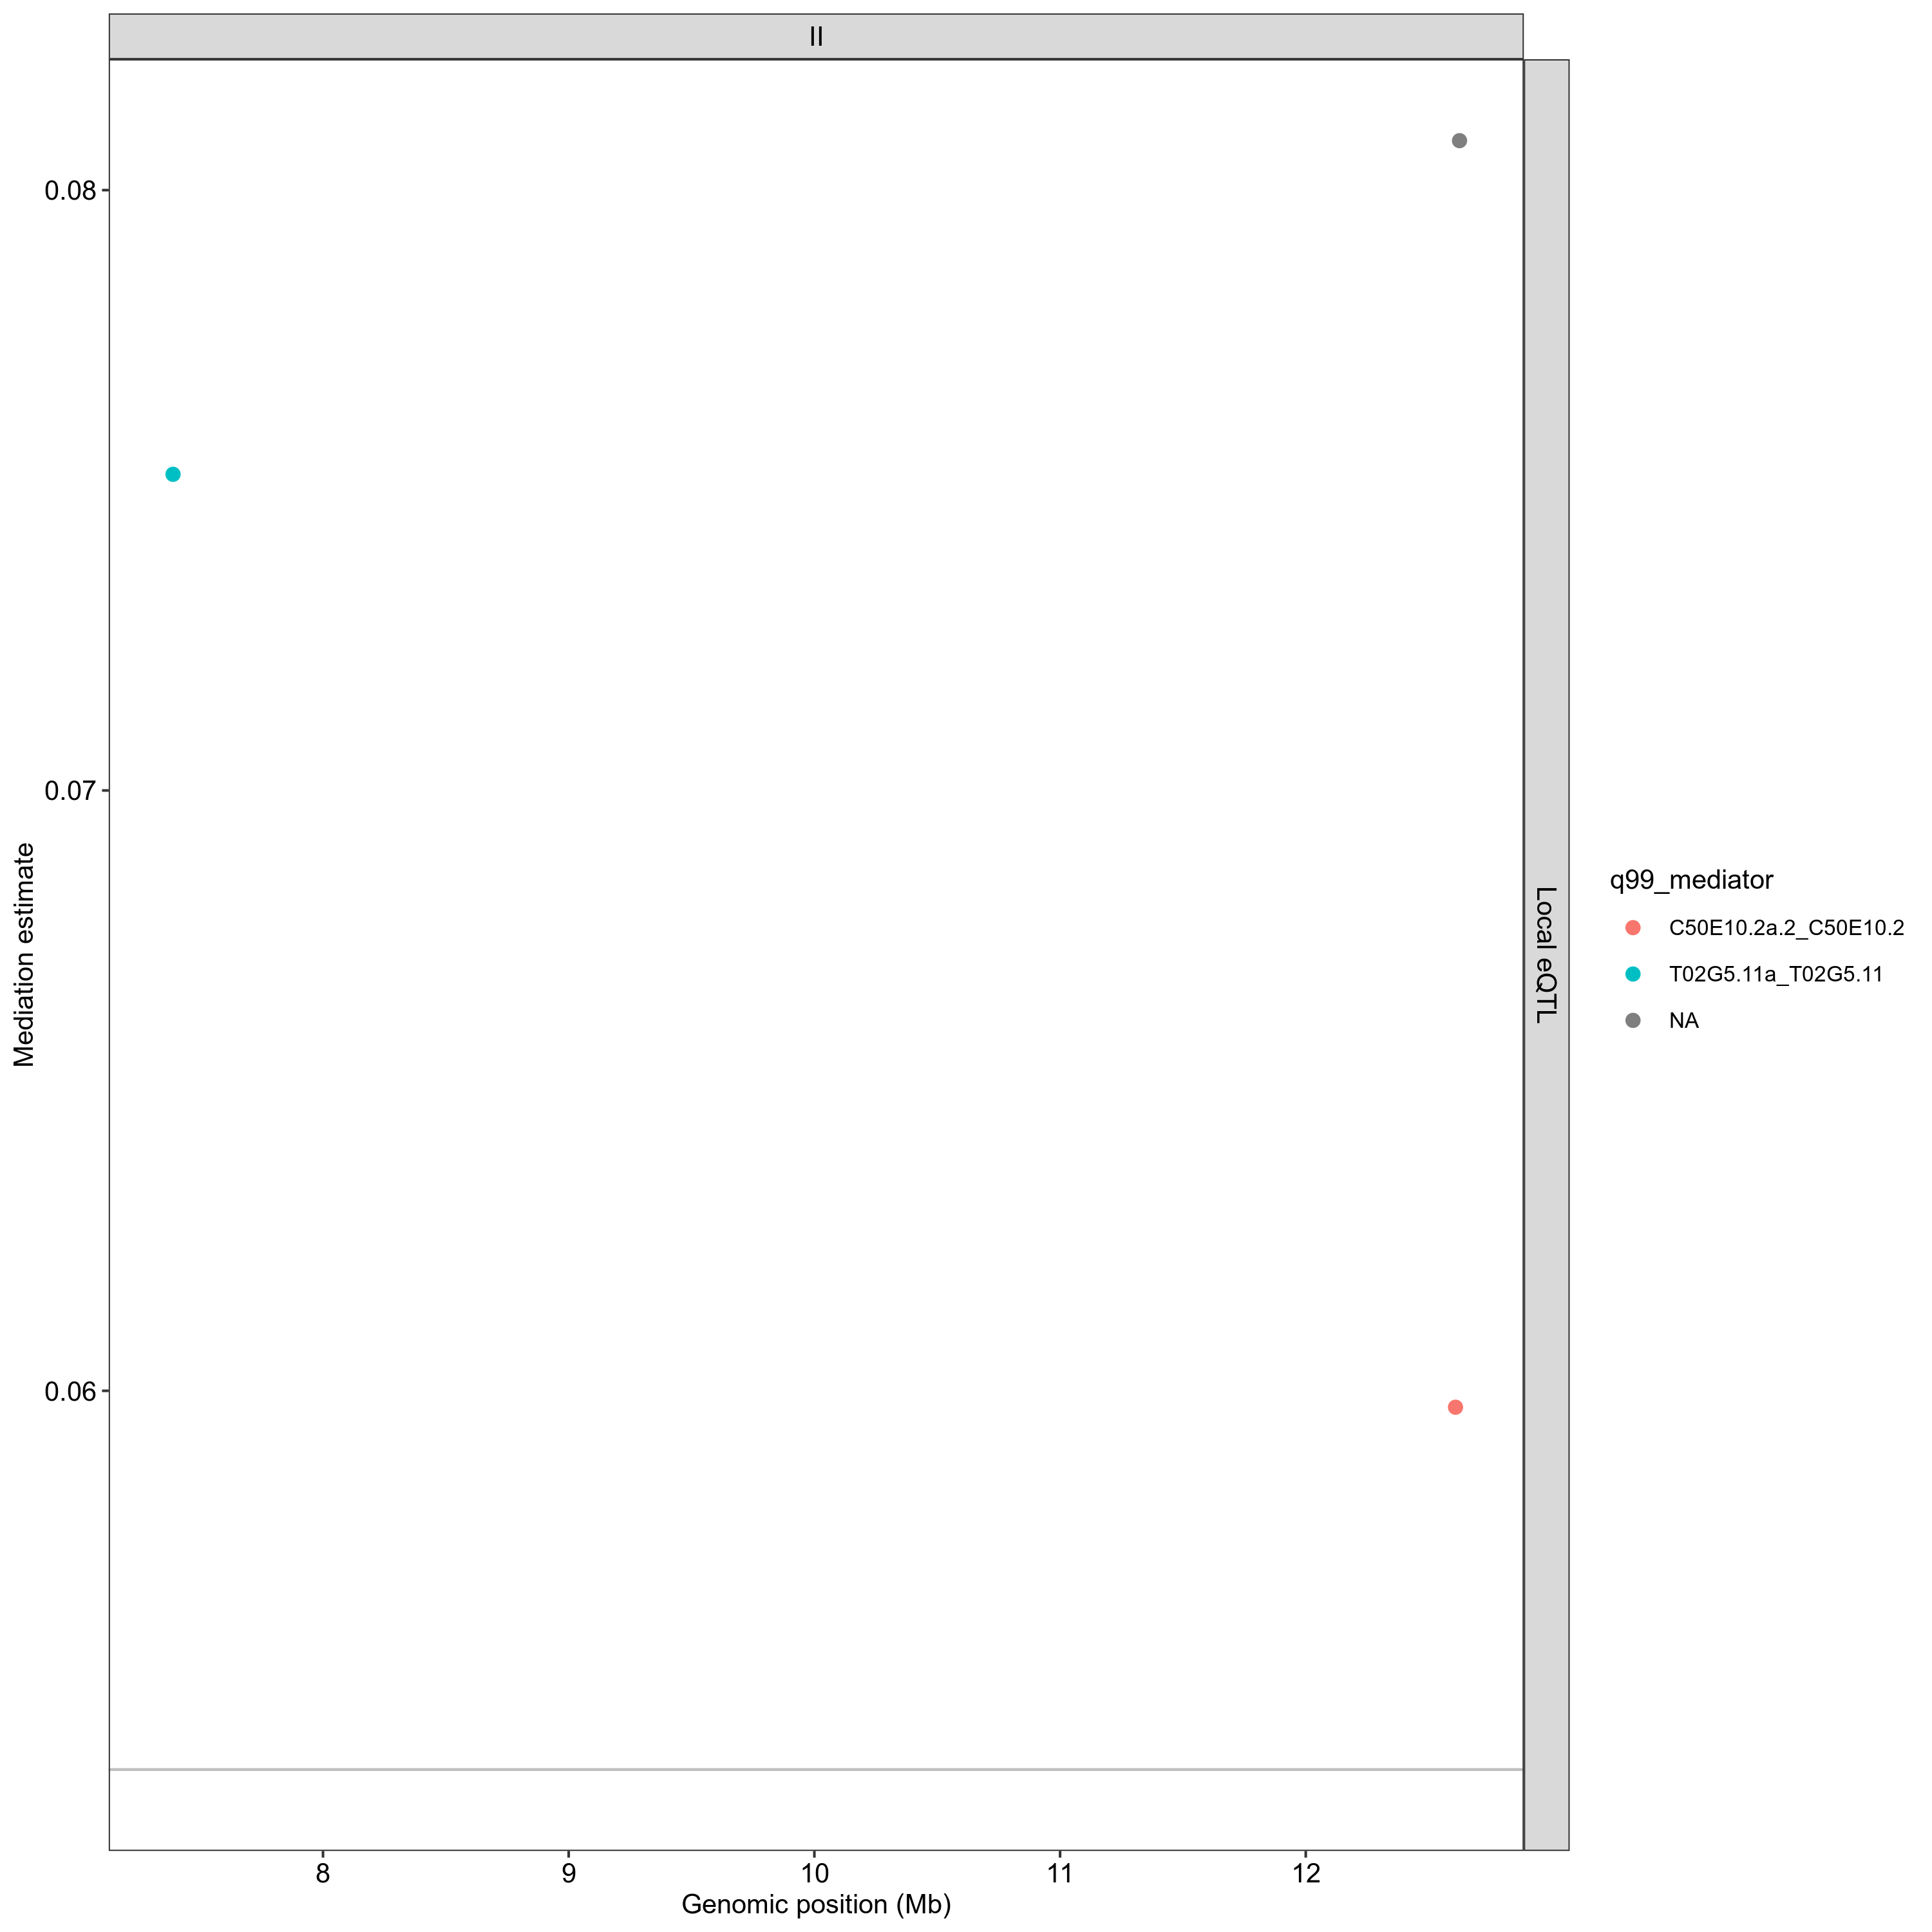 II
0.08
0.07
0.06
Mediation estimate
8 9 10 11 12
Genomic position (Mb)
Local eQTL
q99_mediator
C50E10.2a.2_C50E10.2
T02G5.11a_T02G5.11
NA